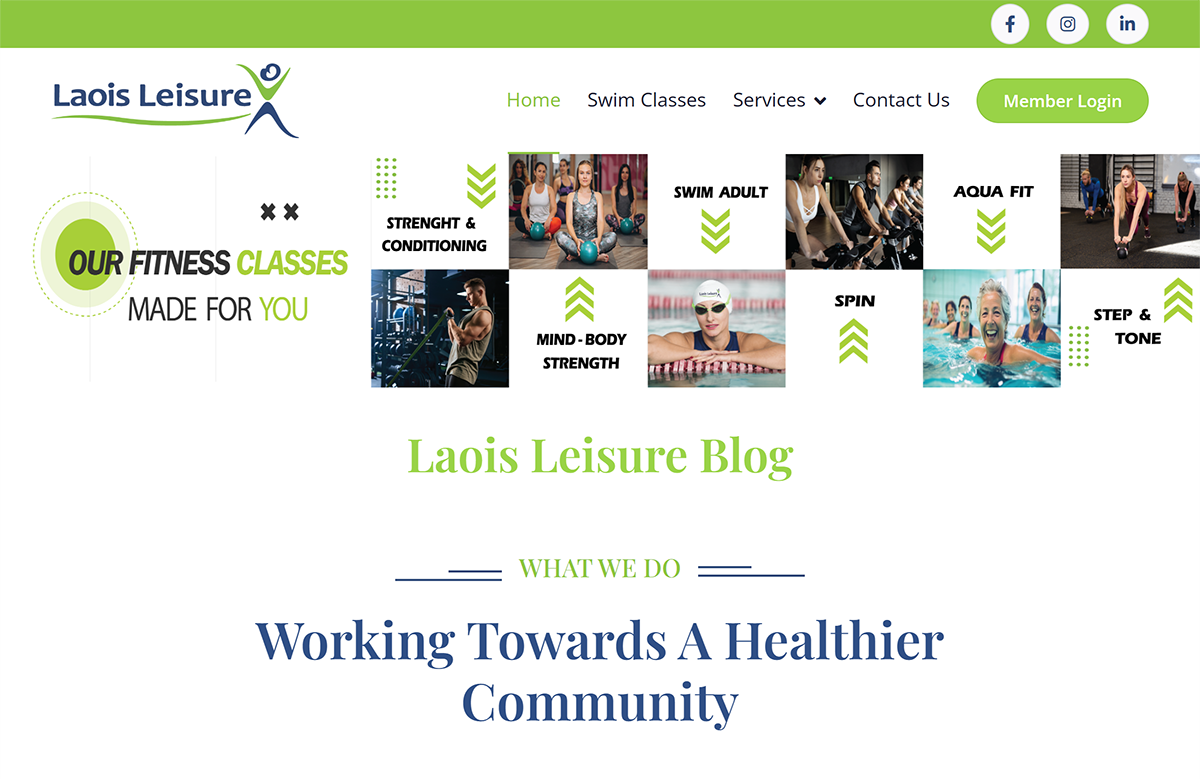 Laois Leisure
Home
Swim Classes
Services
Contact Us
Member Login
OUR FITNESS CLASSES
MADE FOR YOU
STRENGHT &
CONDITIONING
MIND - BODY
STRENGTH
SWIM ADULT
SPIN
AQUA FIT
STEP &
TONE
Laois Leisure Blog
WHAT WE DO
Working Towards A Healthier
Community